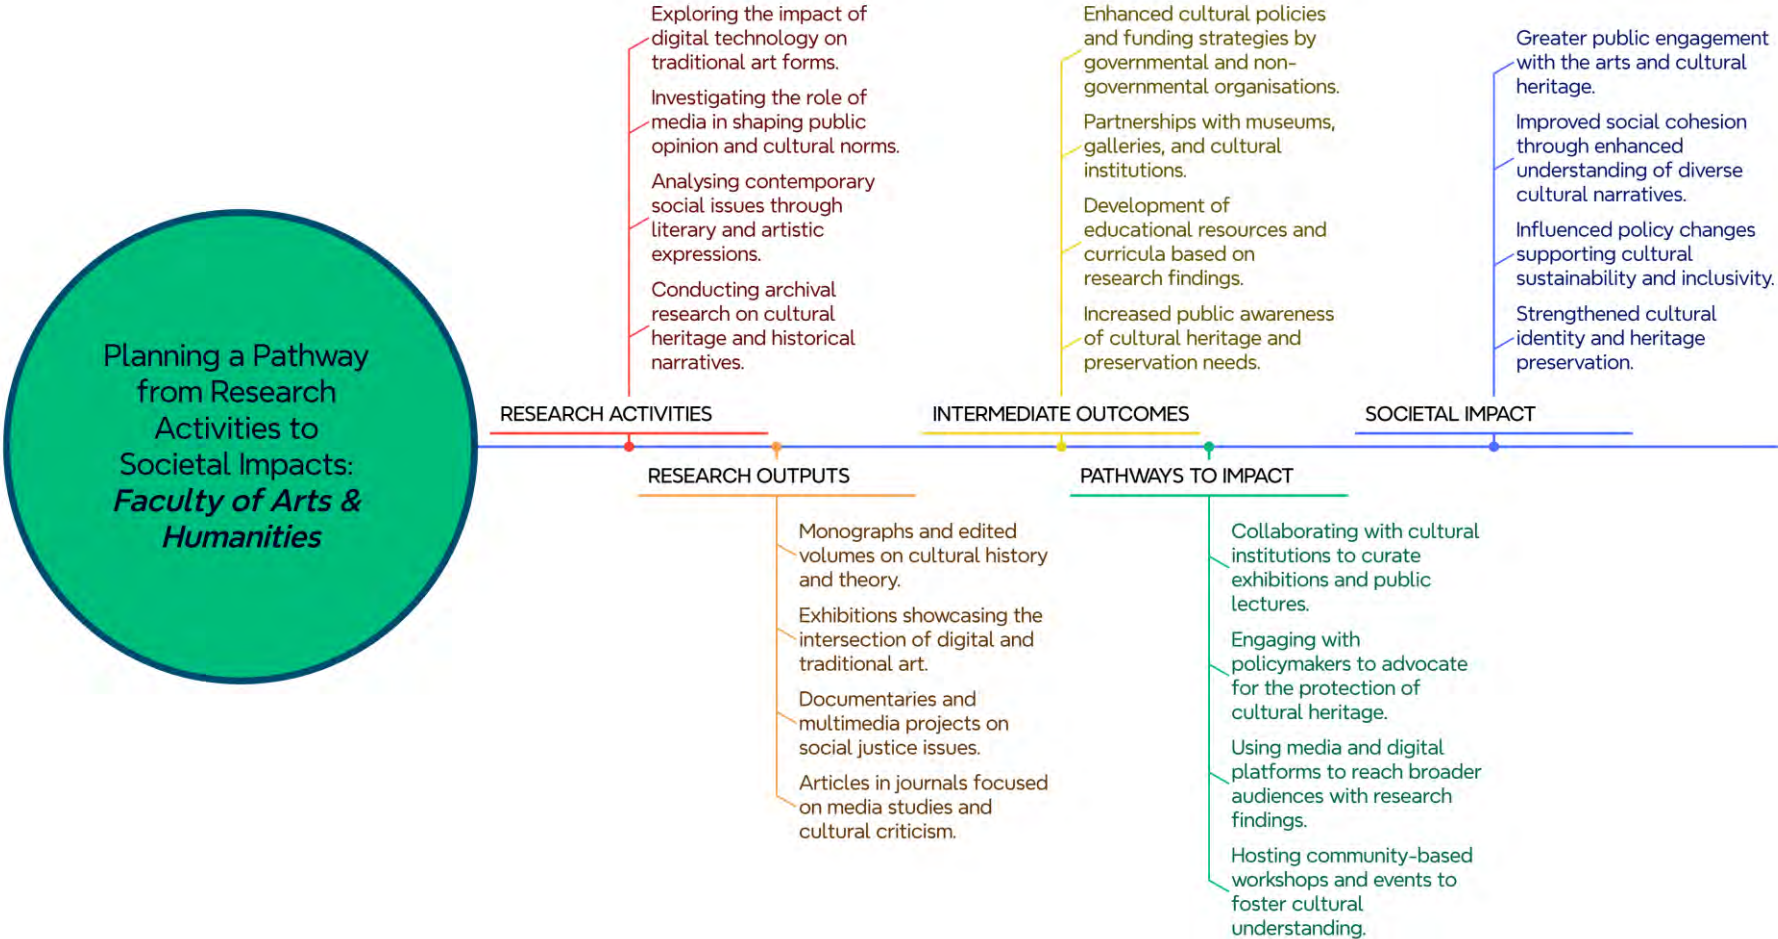 Planning a Pathway
from Research
Activities to
Societal Impacts:
Faculty of Arts &
Humanities
Exploring the impact of
digital technology on
traditional art forms.
Investigating the role of
media in shaping public
opinion and cultural norms.
Analysing contemporary
social issues through
literary and artistic
expressions.
Conducting archival
research on cultural
heritage and historical
narratives.
RESEARCH ACTIVITIES
RESEARCH OUTPUTS
Monographs and edited
volumes on cultural history
and theory.
Exhibitions showcasing the
intersection of digital and
traditional art.
Documentaries and
multimedia projects on
social justice issues.
Articles in journals focused
on media studies and
cultural criticism.
Enhanced cultural policies
and funding strategies by
governmental and non-
governmental organisations.
Partnerships with museums,
galleries, and cultural
institutions.
Development of
educational resources and
curricula based on
research findings.
Increased public awareness
of cultural heritage and
preservation needs.
INTERMEDIATE OUTCOMES
PATHWAYS TO IMPACT
Collaborating with cultural
institutions to curate
exhibitions and public
lectures.
Engaging with
policymakers to advocate
for the protection of
cultural heritage.
Using media and digital
platforms to reach broader
audiences with research
findings.
Hosting community-based
workshops and events to
foster cultural
understanding.
Greater public engagement
with the arts and cultural
heritage.
Improved social cohesion
through enhanced
understanding of diverse
cultural narratives.
Influenced policy changes
supporting cultural
sustainability and inclusivity.
Strengthened cultural
identity and heritage
preservation.
SOCIETAL IMPACT